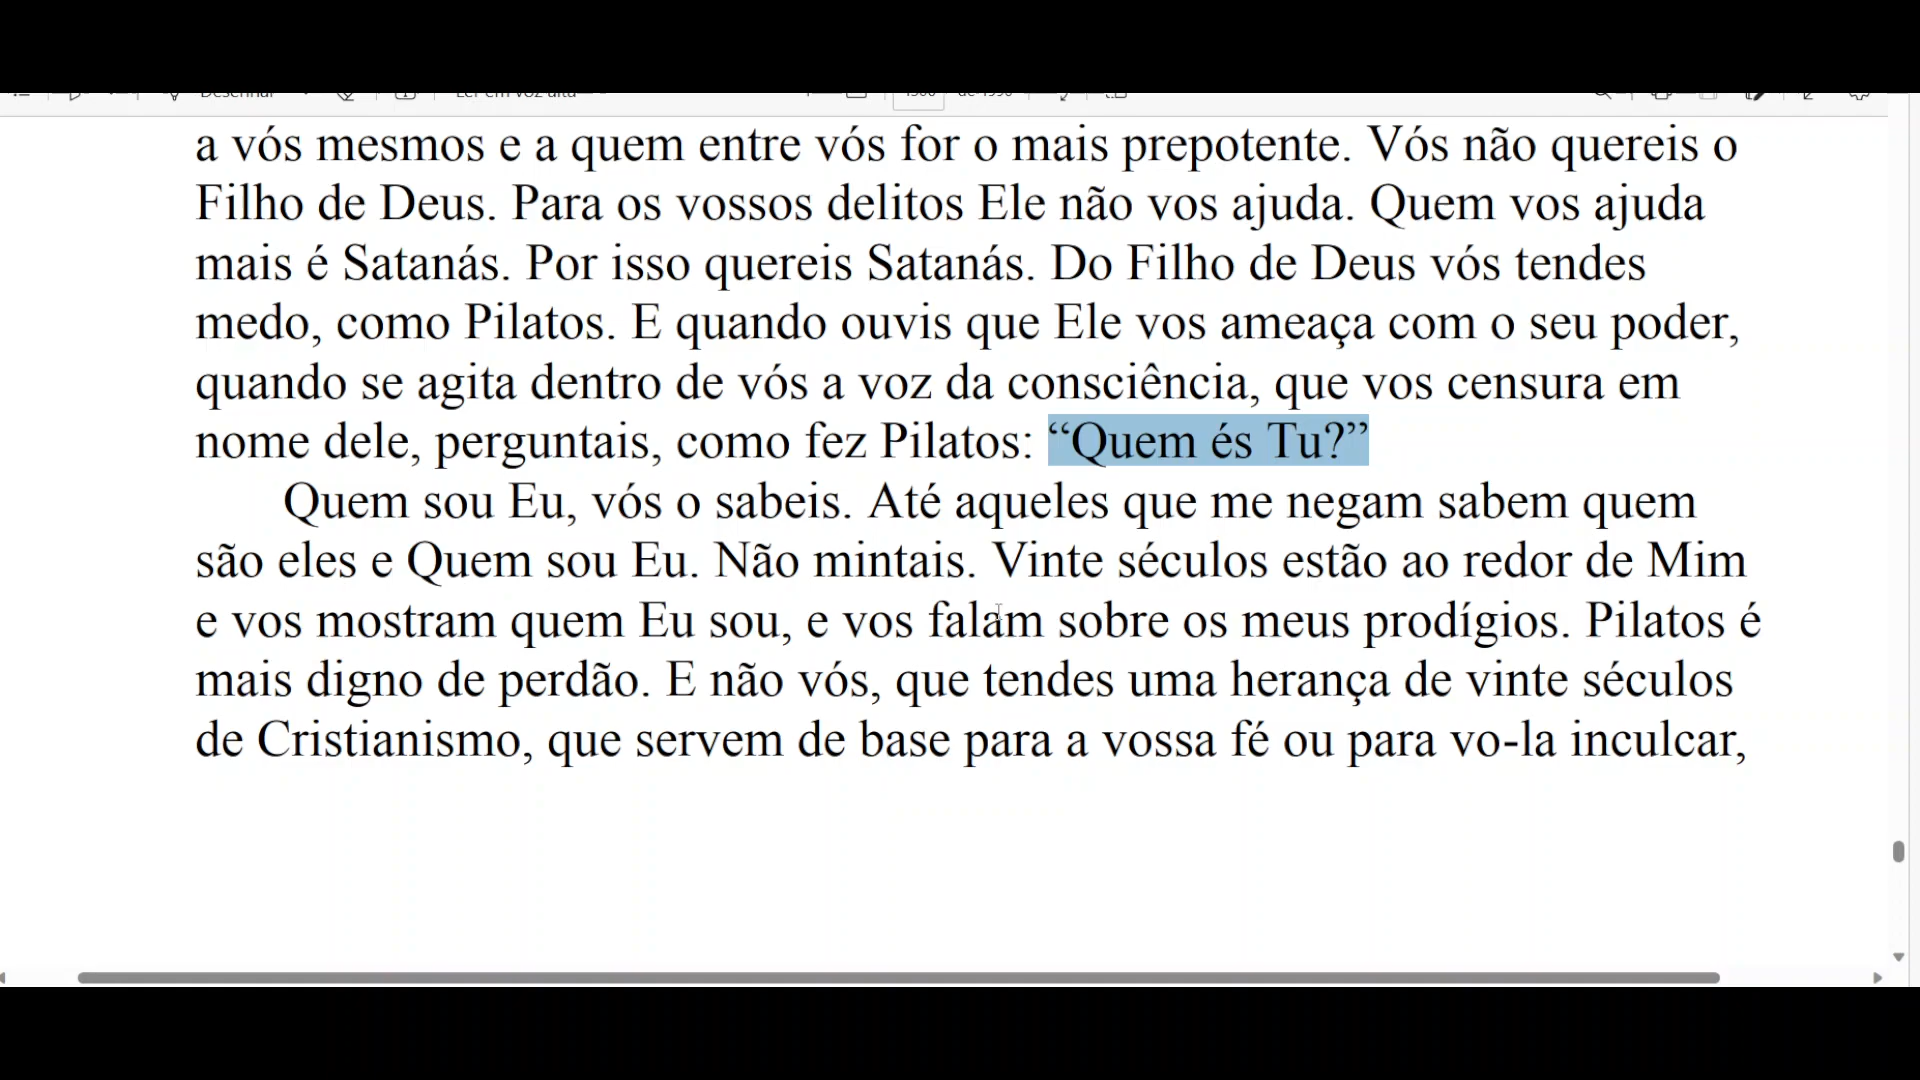 Desenhar Ler em voz alta
a vós mesmos e a quem entre vós for o mais prepotente. Vós não quereis o
Filho de Deus. Para os vossos delitos Ele não vos ajuda. Quem vos ajuda
mais é Satanás. Por isso quereis Satanás. Do Filho de Deus vós tendes
medo, como Pilatos. E quando ouvis que Ele vos ameaça com o seu poder,
quando se agita dentro de vós a voz da consciência, que vos censura em
nome dele, perguntais, como fez Pilatos: “Quem és Tu?”
Quem sou Eu, vós o sabeis. Até aqueles que me negam sabem quem
são eles e Quem sou Eu. Não mintais. Vinte séculos estão ao redor de Mim
e vos mostram quem Eu sou, e vos falam sobre os meus prodígios. Pilatos é
mais digno de perdão. E não vós, que tendes uma herança de vinte séculos
de Cristianismo, que servem de base para a vossa fé ou para vo-la inculcar,